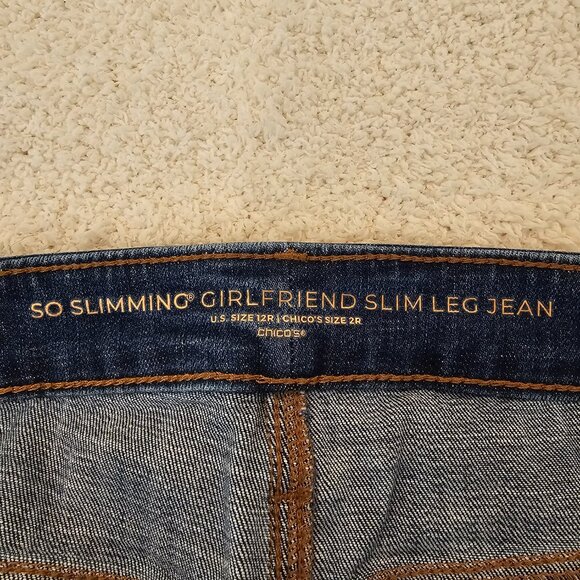 SO SLIMMING® GIRLFRIEND SLIM LEG JEAN
U.S. SIZE 12R | CHICO'S SIZE 2R
chico's®